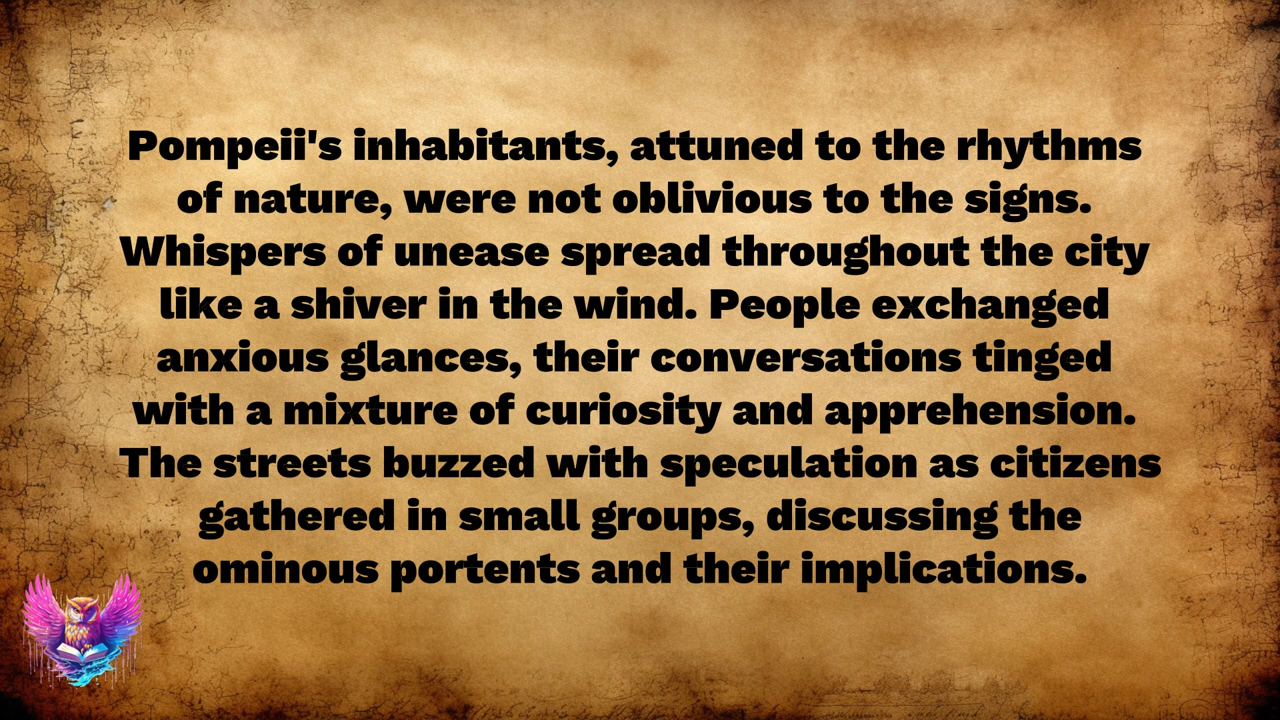 Pompeii's inhabitants, attuned to the rhythms
of nature, were not oblivious to the signs.
Whispers of unease spread throughout the city
like a shiver in the wind. People exchanged
anxious glances, their conversations tinged
with a mixture of curiosity and apprehension.
The streets buzzed with speculation as citizens
gathered in small groups, discussing the
ominous portents and their implications.